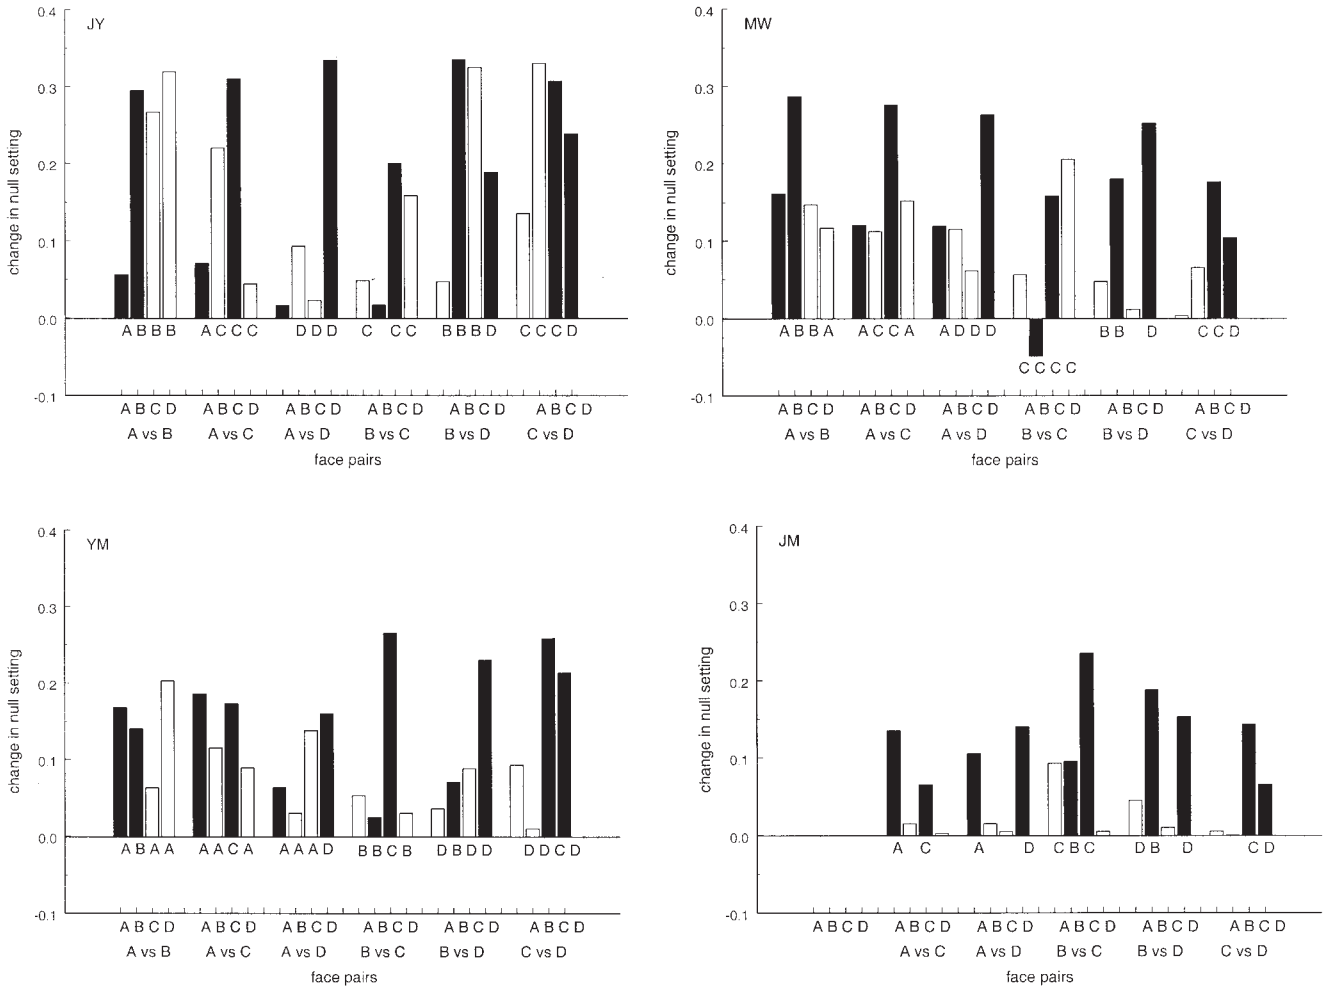 JY
0.4
0.3
0.2
0.1
0.0
-0.1
change in null setting
A B B B A C C C D D D C C C B B B D C C C D
A B C D A B C D A B C D A B C D A B C D A B C D
A vs B A vs C A vs D B vs C B vs D C vs D
face pairs
MW
0.4
0.3
0.2
0.1
0.0
-0.1
change in null setting
A B B A A C C A A D D D B B D C C D
C C C C
A B C D A B C D A B C D A B C D A B C D A B C D
A vs B A vs C A vs D B vs C B vs D C vs D
face pairs
YM
0.4
0.3
0.2
0.1
0.0
-0.1
change in null setting
A B A A A A C A A A A D B B C B D B D D D D C D
A B C D A B C D A B C D A B C D A B C D A B C D
A vs B A vs C A vs D B vs C B vs D C vs D
face pairs
JM
0.4
0.3
0.2
0.1
0.0
-0.1
change in null setting
A C A D C B C D B D C D
A B C D A B C D A B C D A B C D A B C D A B C D
A vs C A vs D B vs C B vs D C vs D
face pairs